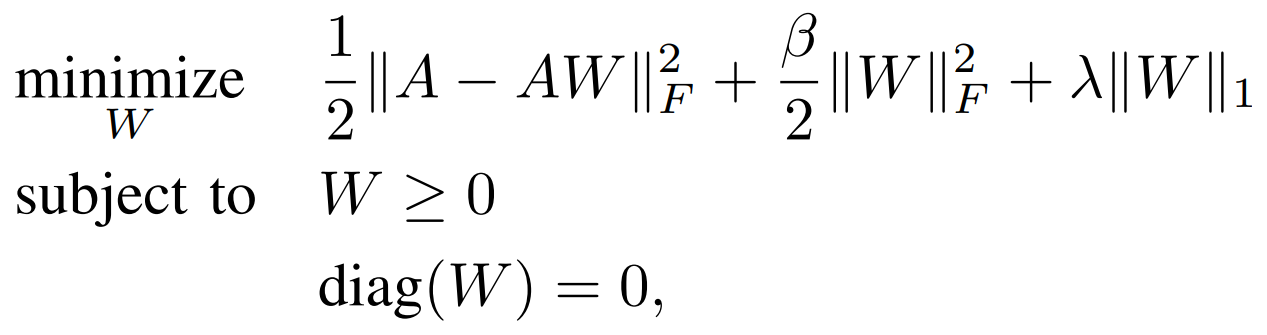 minimize_W  \frac{1}{2}\|A - AW\|_F^2 + \frac{\beta}{2}\|W\|_F^2 + \lambda\|W\|_1
subject to  W ≥ 0
diag(W) = 0,